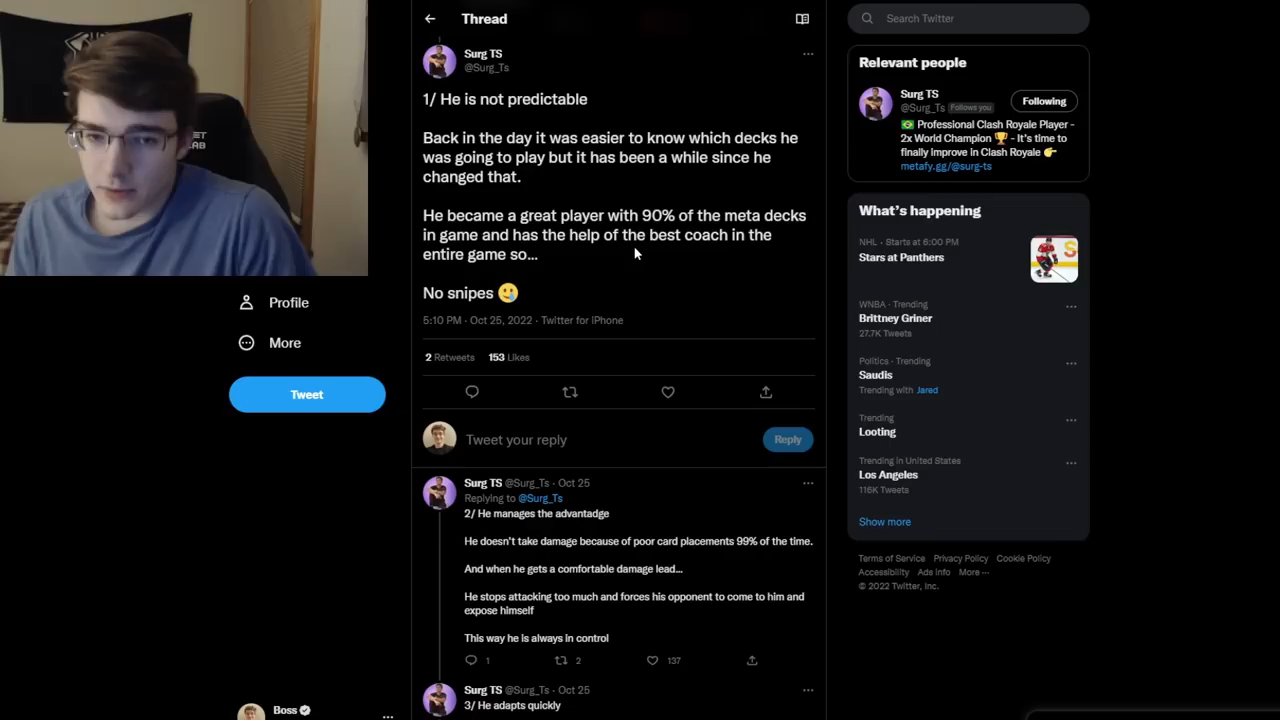 Thread
Surg TS
@Surg_Ts
1/ He is not predictable
Back in the day it was easier to know which decks he
was going to play but it has been a while since he
changed that.
He became a great player with 90% of the meta decks
in game and has the help of the best coach in the
entire game so...
No snipes 🥲
5:10 PM · Oct 25, 2022 · Twitter for iPhone
2 Retweets 153 Likes
Tweet your reply
Reply
Surg TS @Surg_Ts · Oct 25
Replying to @Surg_Ts
2/ He manages the advantadge
He doesn't take damage because of poor card placements 99% of the time.
And when he gets a comfortable damage lead...
He stops attacking too much and forces his opponent to come to him and
expose himself
This way he is always in control
1 2 137
Surg TS @Surg_Ts · Oct 25
3/ He adapts quickly
Profile
More
Tweet
Boss
Search Twitter
Relevant people
Surg TS
@Surg_Ts Follows you
Following
🇧🇷 Professional Clash Royale Player -
2x World Champion 🏆 - It's time to
finally improve in Clash Royale 👉
metafy.gg/@surg-ts
What's happening
NHL · Starts at 6:00 PM
Stars at Panthers
WNBA · Trending
Brittney Griner
27.7K Tweets
Politics · Trending
Saudis
Trending with Jared
Trending
Looting
Trending in United States
Los Angeles
116K Tweets
Show more
Terms of Service Privacy Policy Cookie Policy
Accessibility Ads info More ···
© 2022 Twitter, Inc.